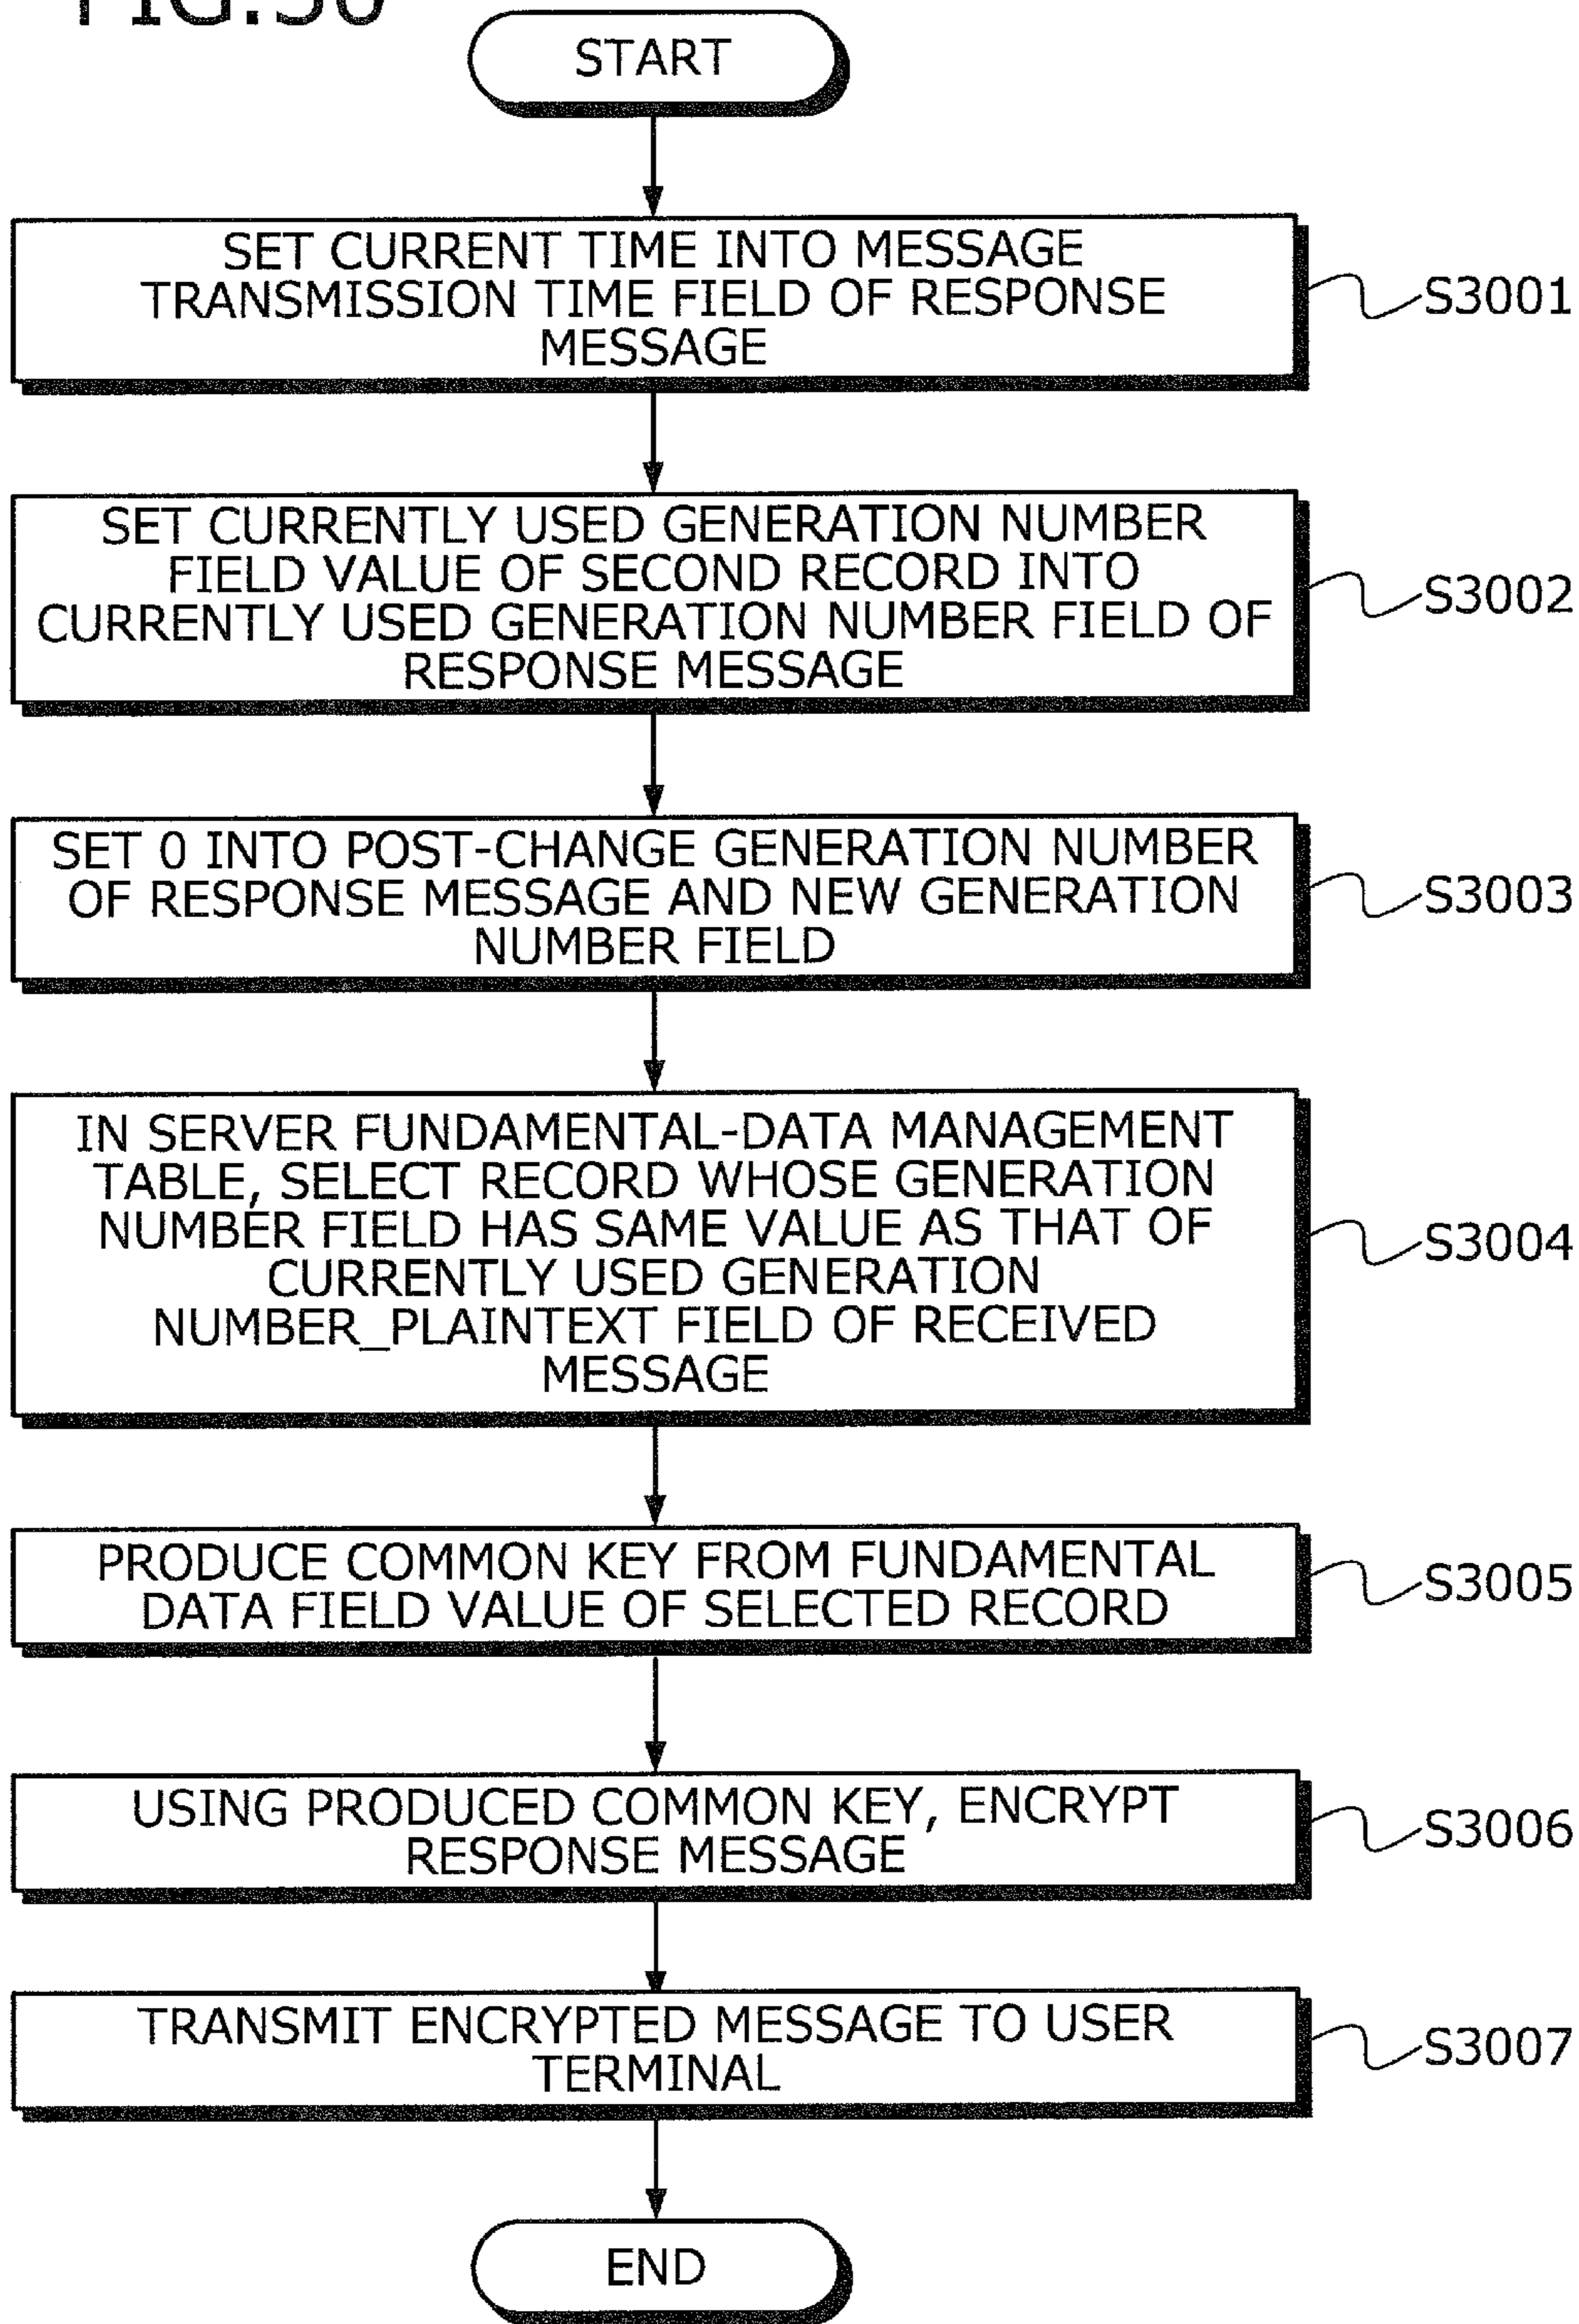 FIG.30
START
SET CURRENT TIME INTO MESSAGE
TRANSMISSION TIME FIELD OF RESPONSE
MESSAGE
S3001
SET CURRENTLY USED GENERATION NUMBER
FIELD VALUE OF SECOND RECORD INTO
CURRENTLY USED GENERATION NUMBER FIELD OF
RESPONSE MESSAGE
S3002
SET 0 INTO POST-CHANGE GENERATION NUMBER
OF RESPONSE MESSAGE AND NEW GENERATION
NUMBER FIELD
S3003
IN SERVER FUNDAMENTAL-DATA MANAGEMENT
TABLE, SELECT RECORD WHOSE GENERATION
NUMBER FIELD HAS SAME VALUE AS THAT OF
CURRENTLY USED GENERATION
NUMBER_PLAINTEXT FIELD OF RECEIVED
MESSAGE
S3004
PRODUCE COMMON KEY FROM FUNDAMENTAL
DATA FIELD VALUE OF SELECTED RECORD
S3005
USING PRODUCED COMMON KEY, ENCRYPT
RESPONSE MESSAGE
S3006
TRANSMIT ENCRYPTED MESSAGE TO USER
TERMINAL
S3007
END